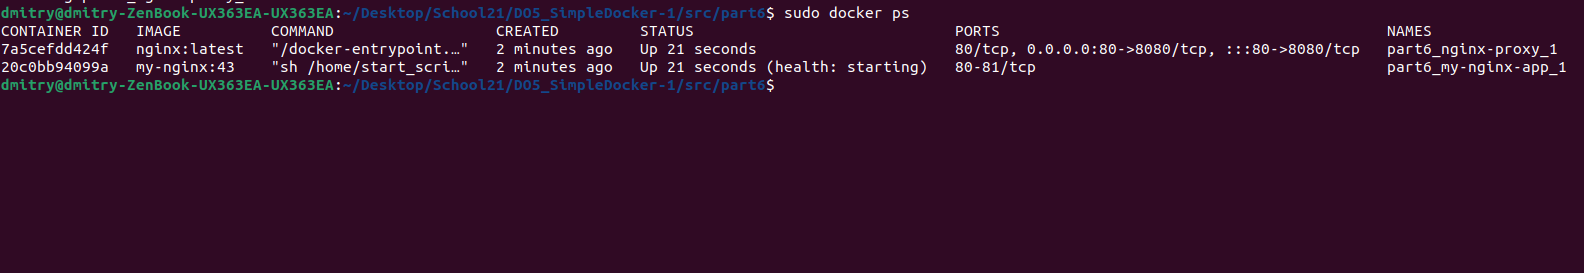 dmitry@dmitry-ZenBook-UX363EA-UX363EA:~/Desktop/School21/DO5_SimpleDocker-1/src/part6$ sudo docker ps
CONTAINER ID   IMAGE          COMMAND                  CREATED         STATUS                             PORTS                                           NAMES
7a5cefdd424f   nginx:latest   "/docker-entrypoint.…"   2 minutes ago   Up 21 seconds                      80/tcp, 0.0.0.0:80->8080/tcp, :::80->8080/tcp   part6_nginx-proxy_1
20c0bb94099a   my-nginx:43    "sh /home/start_scri…"   2 minutes ago   Up 21 seconds (health: starting)   80-81/tcp                                       part6_my-nginx-app_1
dmitry@dmitry-ZenBook-UX363EA-UX363EA:~/Desktop/School21/DO5_SimpleDocker-1/src/part6$